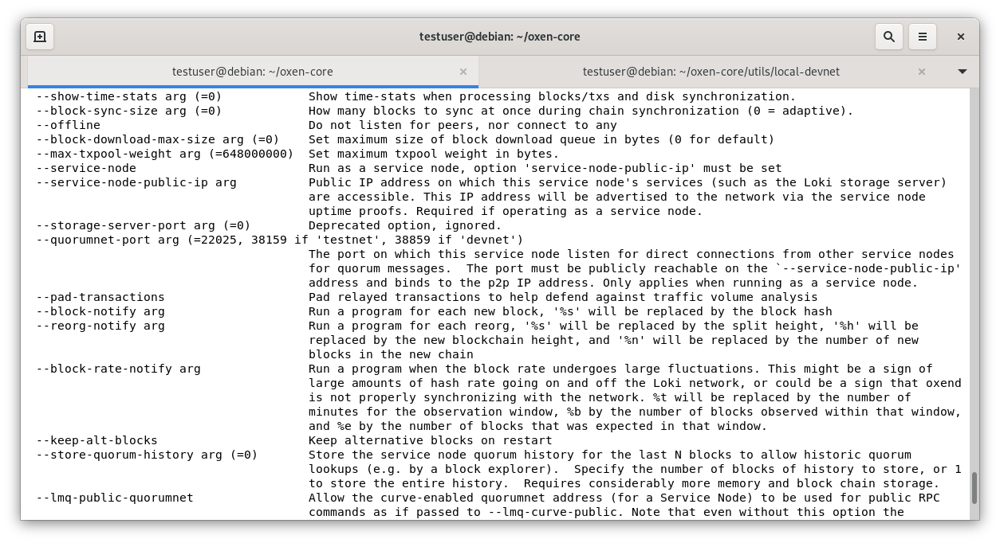 testuser@debian: ~/oxen-core
testuser@debian: ~/oxen-core
testuser@debian: ~/oxen-core/utils/local-devnet
--show-time-stats arg (=0) Show time-stats when processing blocks/txs and disk synchronization.
--block-sync-size arg (=0) How many blocks to sync at once during chain synchronization (0 = adaptive).
--offline Do not listen for peers, nor connect to any
--block-download-max-size arg (=0) Set maximum size of block download queue in bytes (0 for default)
--max-txpool-weight arg (=648000000) Set maximum txpool weight in bytes.
--service-node Run as a service node, option 'service-node-public-ip' must be set
--service-node-public-ip arg Public IP address on which this service node's services (such as the Loki storage server)
are accessible. This IP address will be advertised to the network via the service node
uptime proofs. Required if operating as a service node.
--storage-server-port arg (=0) Deprecated option, ignored.
--quorumnet-port arg (=22025, 38159 if 'testnet', 38859 if 'devnet')
The port on which this service node listen for direct connections from other service nodes
for quorum messages.  The port must be publicly reachable on the `--service-node-public-ip'
address and binds to the p2p IP address. Only applies when running as a service node.
--pad-transactions Pad relayed transactions to help defend against traffic volume analysis
--block-notify arg Run a program for each new block, '%s' will be replaced by the block hash
--reorg-notify arg Run a program for each reorg, '%s' will be replaced by the split height, '%h' will be
replaced by the new blockchain height, and '%n' will be replaced by the number of new
blocks in the new chain
--block-rate-notify arg Run a program when the block rate undergoes large fluctuations. This might be a sign of
large amounts of hash rate going on and off the Loki network, or could be a sign that oxend
is not properly synchronizing with the network. %t will be replaced by the number of
minutes for the observation window, %b by the number of blocks observed within that window,
and %e by the number of blocks that was expected in that window.
--keep-alt-blocks Keep alternative blocks on restart
--store-quorum-history arg (=0) Store the service node quorum history for the last N blocks to allow historic quorum
lookups (e.g. by a block explorer).  Specify the number of blocks of history to store, or 1
to store the entire history.  Requires considerably more memory and block chain storage.
--lmq-public-quorumnet Allow the curve-enabled quorumnet address (for a Service Node) to be used for public RPC
commands as if passed to --lmq-curve-public. Note that even without this option the